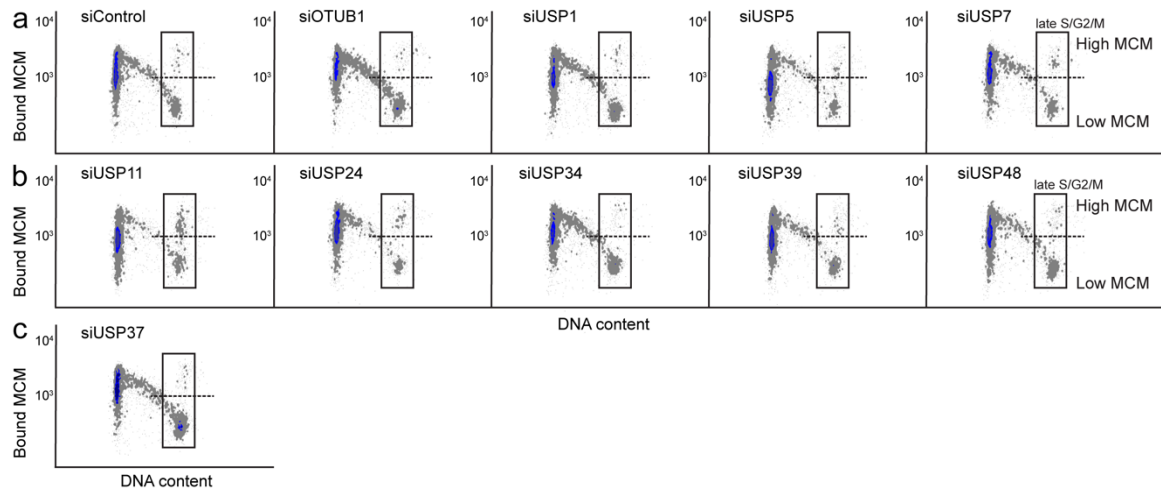 a
siControl
siOTUB1
siUSP1
siUSP5
siUSP7
late S/G2/M
High MCM
Low MCM
Bound MCM
10⁴
10³
10⁴
10³
10⁴
10³
10⁴
10³
10⁴
10³
b
siUSP11
siUSP24
siUSP34
siUSP39
siUSP48
late S/G2/M
High MCM
Low MCM
Bound MCM
10⁴
10³
10⁴
10³
10⁴
10³
10⁴
10³
10⁴
10³
DNA content
c
siUSP37
Bound MCM
10⁴
10³
DNA content